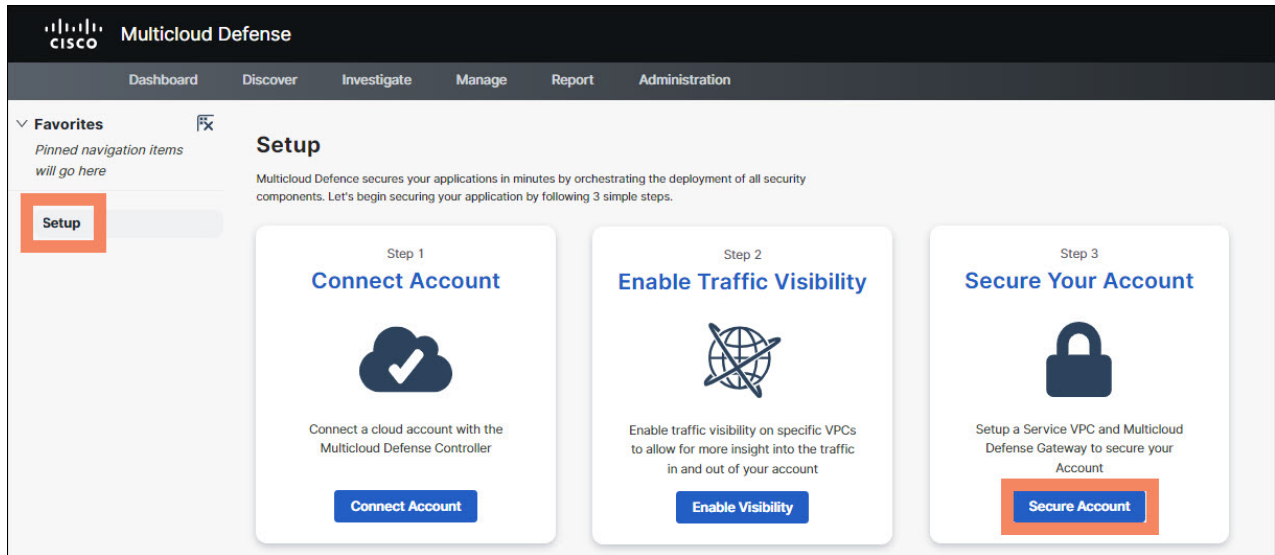 CISCO Multicloud Defense
Dashboard Discover Investigate Manage Report Administration
Favorites
Pinned navigation items
will go here
Setup
Setup
Multicloud Defence secures your applications in minutes by orchestrating the deployment of all security
components. Let's begin securing your application by following 3 simple steps.
Step 1
Connect Account
Connect a cloud account with the
Multicloud Defense Controller
Connect Account
Step 2
Enable Traffic Visibility
Enable traffic visibility on specific VPCs
to allow for more insight into the traffic
in and out of your account
Enable Visibility
Step 3
Secure Your Account
Setup a Service VPC and Multicloud
Defense Gateway to secure your
Account
Secure Account